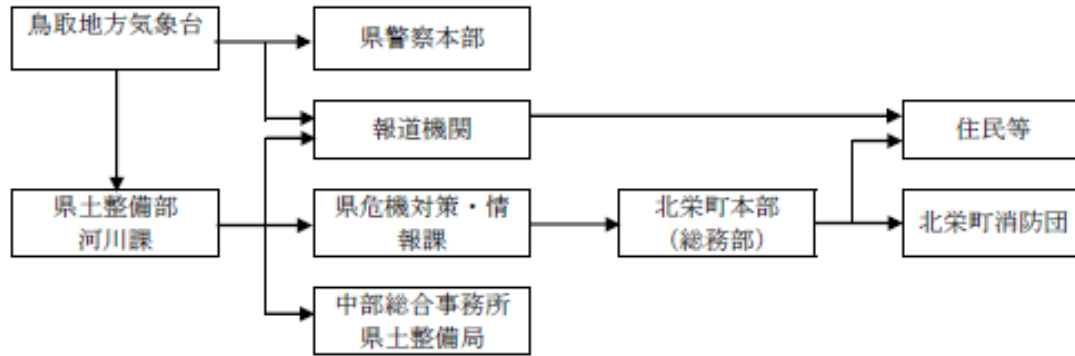 鳥取地方気象台
県警察本部
報道機関
住民等
県土整備部
河川課
県危機対策・情
報課
北栄町本部
（総務部）
北栄町消防団
中部総合事務所
県土整備局